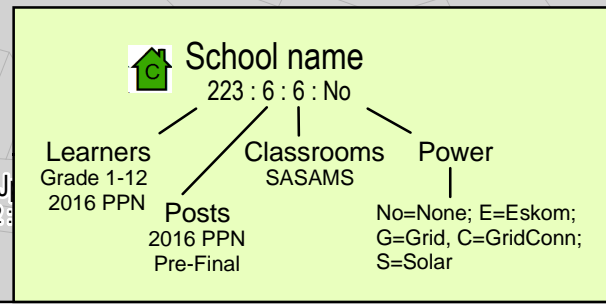 C
School name
223 : 6 : 6 : No
Learners
Grade 1-12
2016 PPN
Posts
2016 PPN
Pre-Final
Classrooms
SASAMS
Power
No=None; E=Eskom;
G=Grid, C=GridConn;
S=Solar